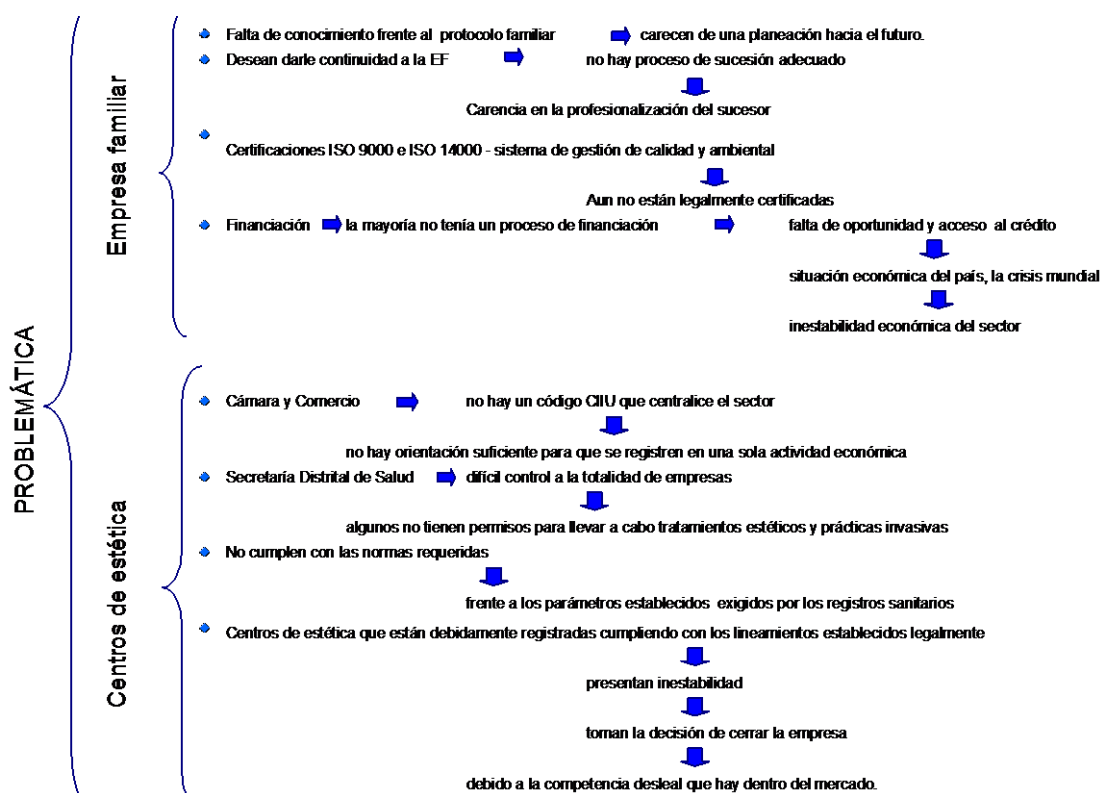 PROBLEMÁTICA
Empresa familiar
Falta de conocimiento frente al protocolo familiar carecen de una planeación hacia el futuro.
Desean darle continuidad a la EF no hay proceso de sucesión adecuado
Carencia en la profesionalización del sucesor
Certificaciones ISO 9000 e ISO 14000 - sistema de gestión de calidad y ambiental
Aun no están legalmente certificadas
Financiación la mayoría no tenía un proceso de financiación falta de oportunidad y acceso al crédito
situación económica del país, la crisis mundial
inestabilidad económica del sector
Centros de estética
Cámara y Comercio no hay un código CIIU que centralice el sector
no hay orientación suficiente para que se registren en una sola actividad económica
Secretaría Distrital de Salud difícil control a la totalidad de empresas
algunos no tienen permisos para llevar a cabo tratamientos estéticos y prácticas invasivas
No cumplen con las normas requeridas
frente a los parámetros establecidos exigidos por los registros sanitarios
Centros de estética que están debidamente registradas cumpliendo con los lineamientos establecidos legalmente
presentan inestabilidad
toman la decisión de cerrar la empresa
debido a la competencia desleal que hay dentro del mercado.